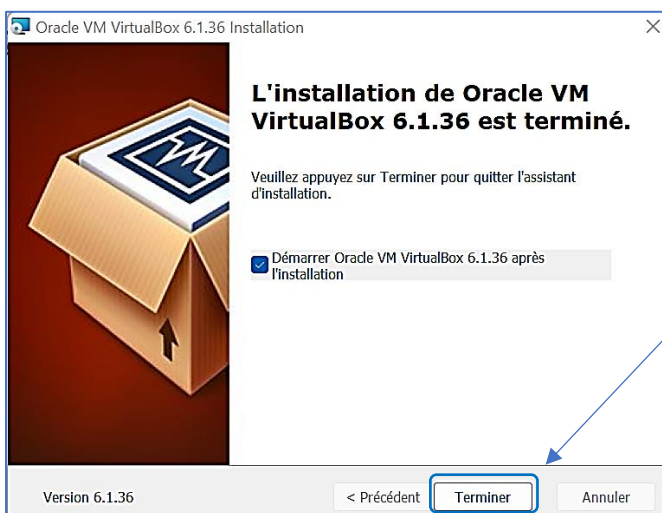 Oracle VM VirtualBox 6.1.36 Installation
L'installation de Oracle VM
VirtualBox 6.1.36 est terminé.
Veuillez appuyez sur Terminer pour quitter l'assistant
d'installation.
Démarrer Oracle VM VirtualBox 6.1.36 après
l'installation
Version 6.1.36
< Précédent
Terminer
Annuler